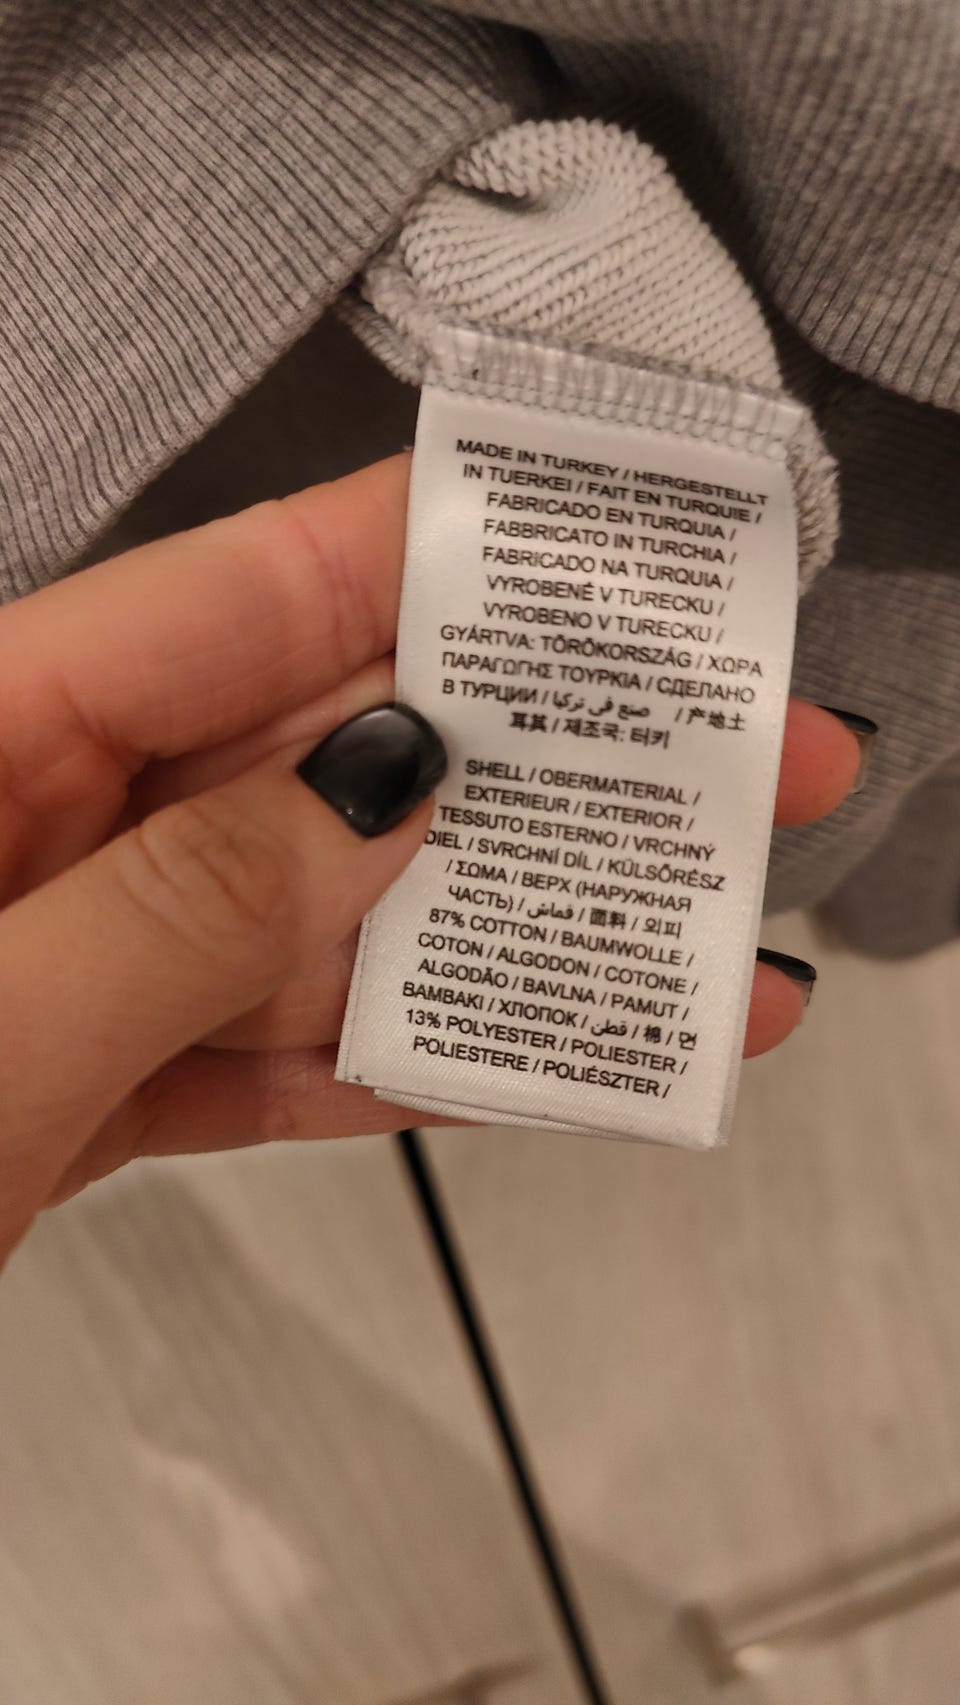 MADE IN TURKEY / HERGESTELLT
IN TUERKEI / FAIT EN TURQUIE /
FABRICADO EN TURQUIA /
FABBRICATO IN TURCHIA /
FABRICADO NA TURQUIA /
VYROBENÉ V TURECKU /
VYROBENO V TURECKU /
GYÁRTVA: TÖRÖKORSZÁG / ΧΩΡΑ
ΠΑΡΑΓΩΓΗΣ ΤΟΥΡΚΙΑ / СДЕЛАНО
В ТУРЦИИ / صنع فى تركيا / 产地土
耳其 / 제조국: 터키
SHELL / OBERMATERIAL /
EXTERIEUR / EXTERIOR /
TESSUTO ESTERNO / VRCHNÝ
DIEL / SVRCHNÍ DÍL / KÜLSŐRÉSZ
/ ΣΩΜΑ / ВЕРХ (НАРУЖНАЯ
ЧАСТЬ) / قماش / 面料 / 외피
87% COTTON / BAUMWOLLE /
COTON / ALGODON / COTONE /
ALGODÃO / BAVLNA / PAMUT /
BAMBAKI / ХЛОПОК / قطن / 棉 / 면
13% POLYESTER / POLIESTER /
POLIESTERE / POLIÉSZTER /